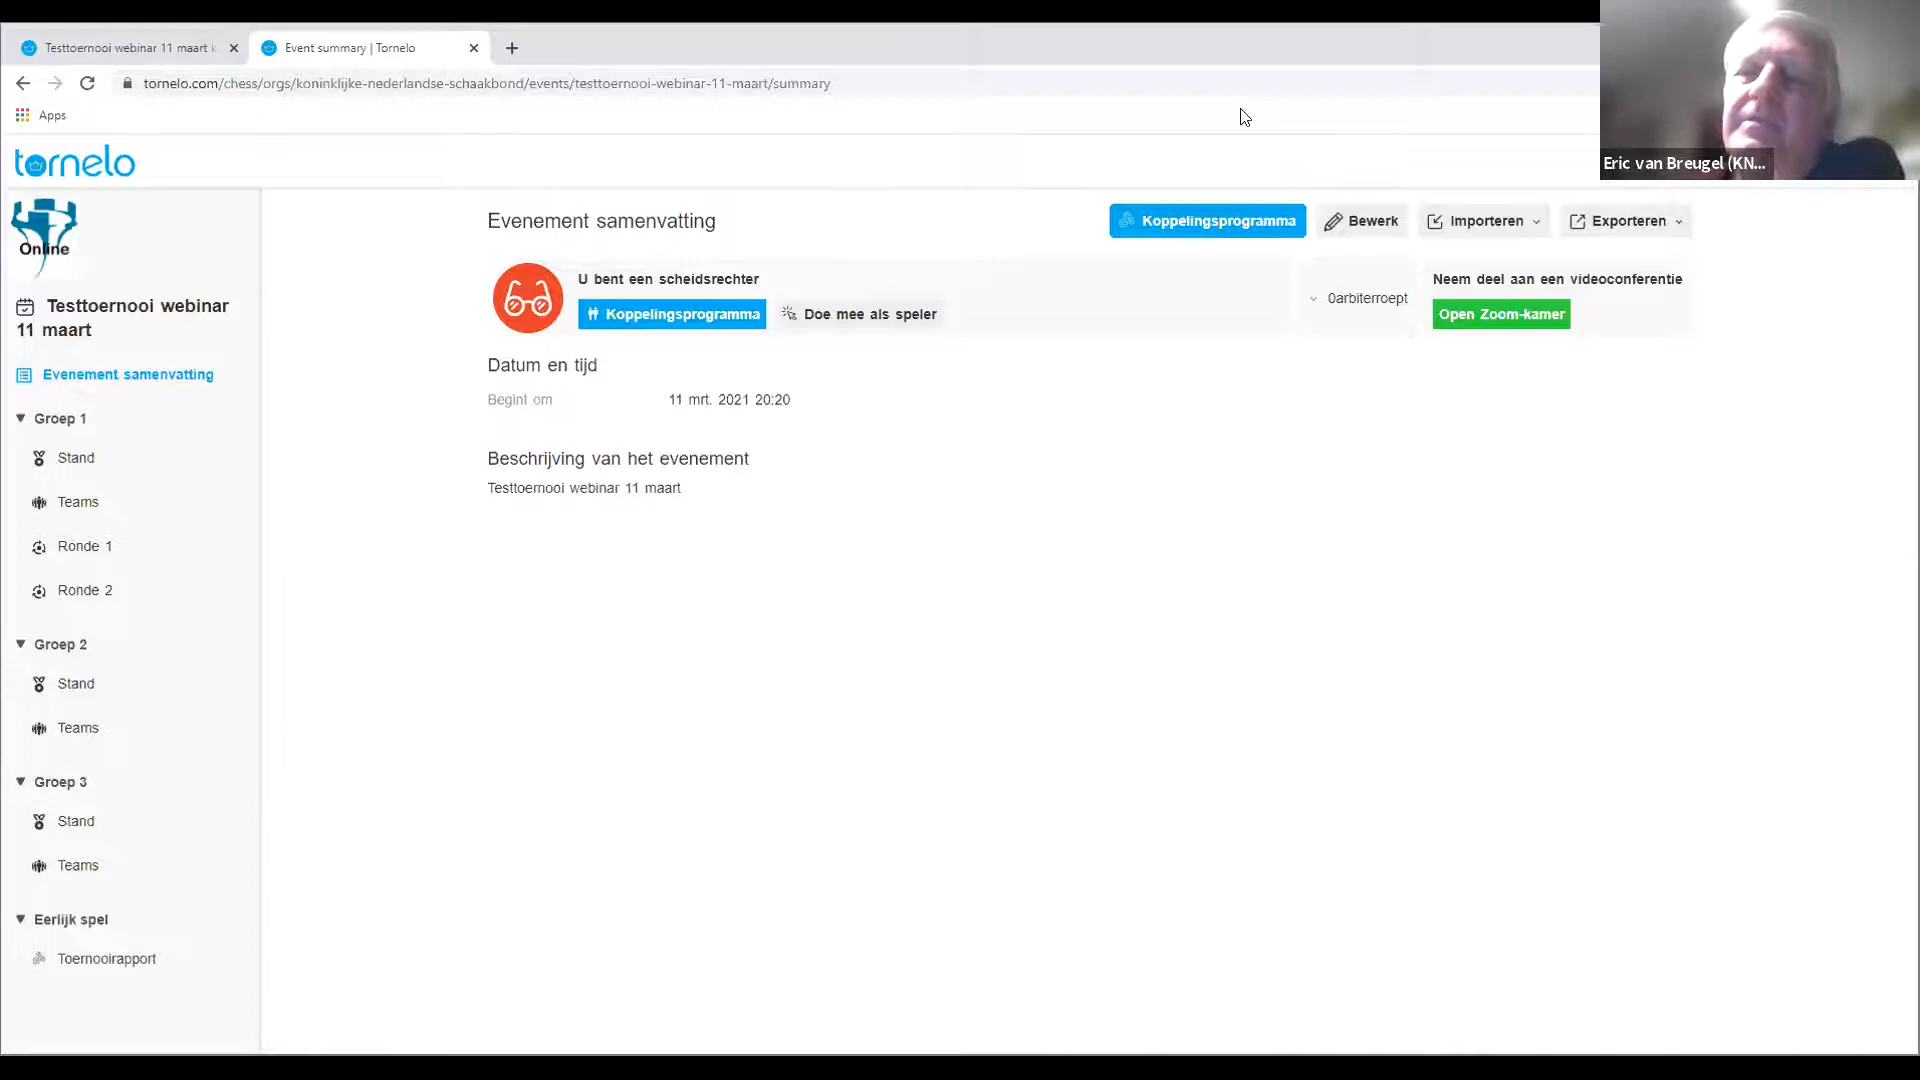 Testtoernooi webinar 11 maart k
Event summary | Tornelo
tornelo.com/chess/orgs/koninklijke-nederlandse-schaakbond/events/testtoernooi-webinar-11-maart/summary
Apps
Eric van Breugel (KN...
tornelo
Online
Evenement samenvatting
Koppelingsprogramma
Bewerk
Importeren
Exporteren
U bent een scheidsrechter
Koppelingsprogramma
Doe mee als speler
0arbiterroept
Neem deel aan een videoconferentie
Open Zoom-kamer
Testtoernooi webinar
11 maart
Datum en tijd
Begint om
11 mrt. 2021 20:20
Beschrijving van het evenement
Testtoernooi webinar 11 maart
Evenement samenvatting
Groep 1
Stand
Teams
Ronde 1
Ronde 2
Groep 2
Stand
Teams
Groep 3
Stand
Teams
Eerlijk spel
Toernooirapport